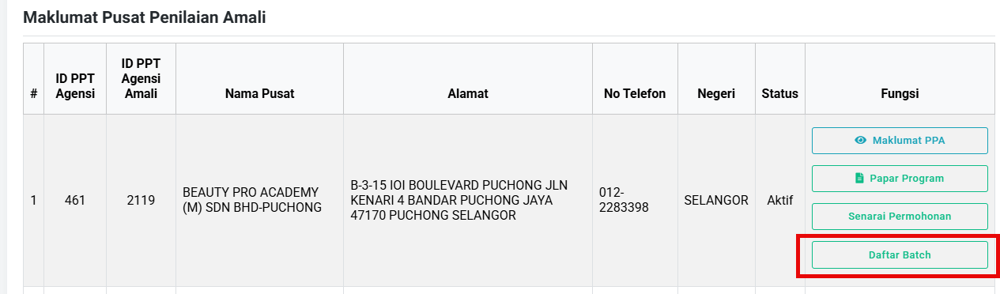 Maklumat Pusat Penilaian Amali
#
ID PPT
Agensi
ID PPT
Agensi
Amali
Nama Pusat
Alamat
No Telefon
Negeri
Status
Fungsi
1
461
2119
BEAUTY PRO ACADEMY
(M) SDN BHD-PUCHONG
B-3-15 IOI BOULEVARD PUCHONG JLN
KENARI 4 BANDAR PUCHONG JAYA
47170 PUCHONG SELANGOR
012-
2283398
SELANGOR
Aktif
Maklumat PPA
Papar Program
Senarai Permohonan
Daftar Batch